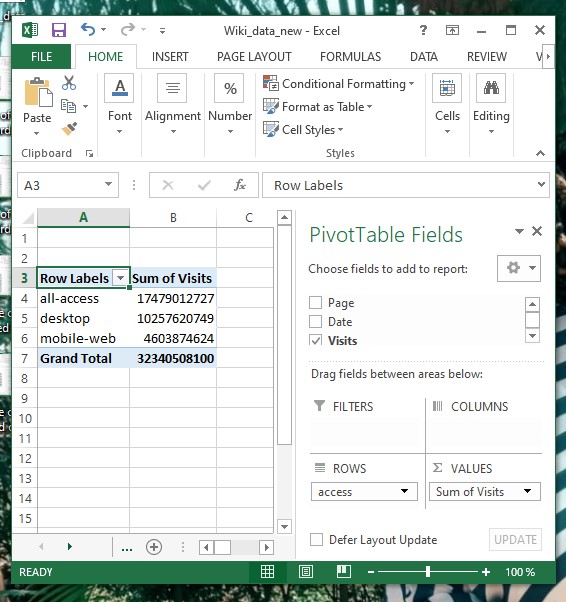 Wiki_data_new - Excel
FILE HOME INSERT PAGE LAYOUT FORMULAS DATA REVIEW
Paste Font Alignment Number Conditional Formatting Cells Editing
Format as Table
Cell Styles
Clipboard Styles
A3 fx Row Labels
A B C
1
2
3 Row Labels Sum of Visits
4 all-access 17479012727
5 desktop 10257620749
6 mobile-web 4603874624
7 Grand Total 32340508100
8
9
10
11
12
13
14
15
PivotTable Fields
Choose fields to add to report:
Page
Date
Visits
Drag fields between areas below:
FILTERS COLUMNS
ROWS Σ VALUES
access Sum of Visits
Defer Layout Update UPDATE
READY 100 %